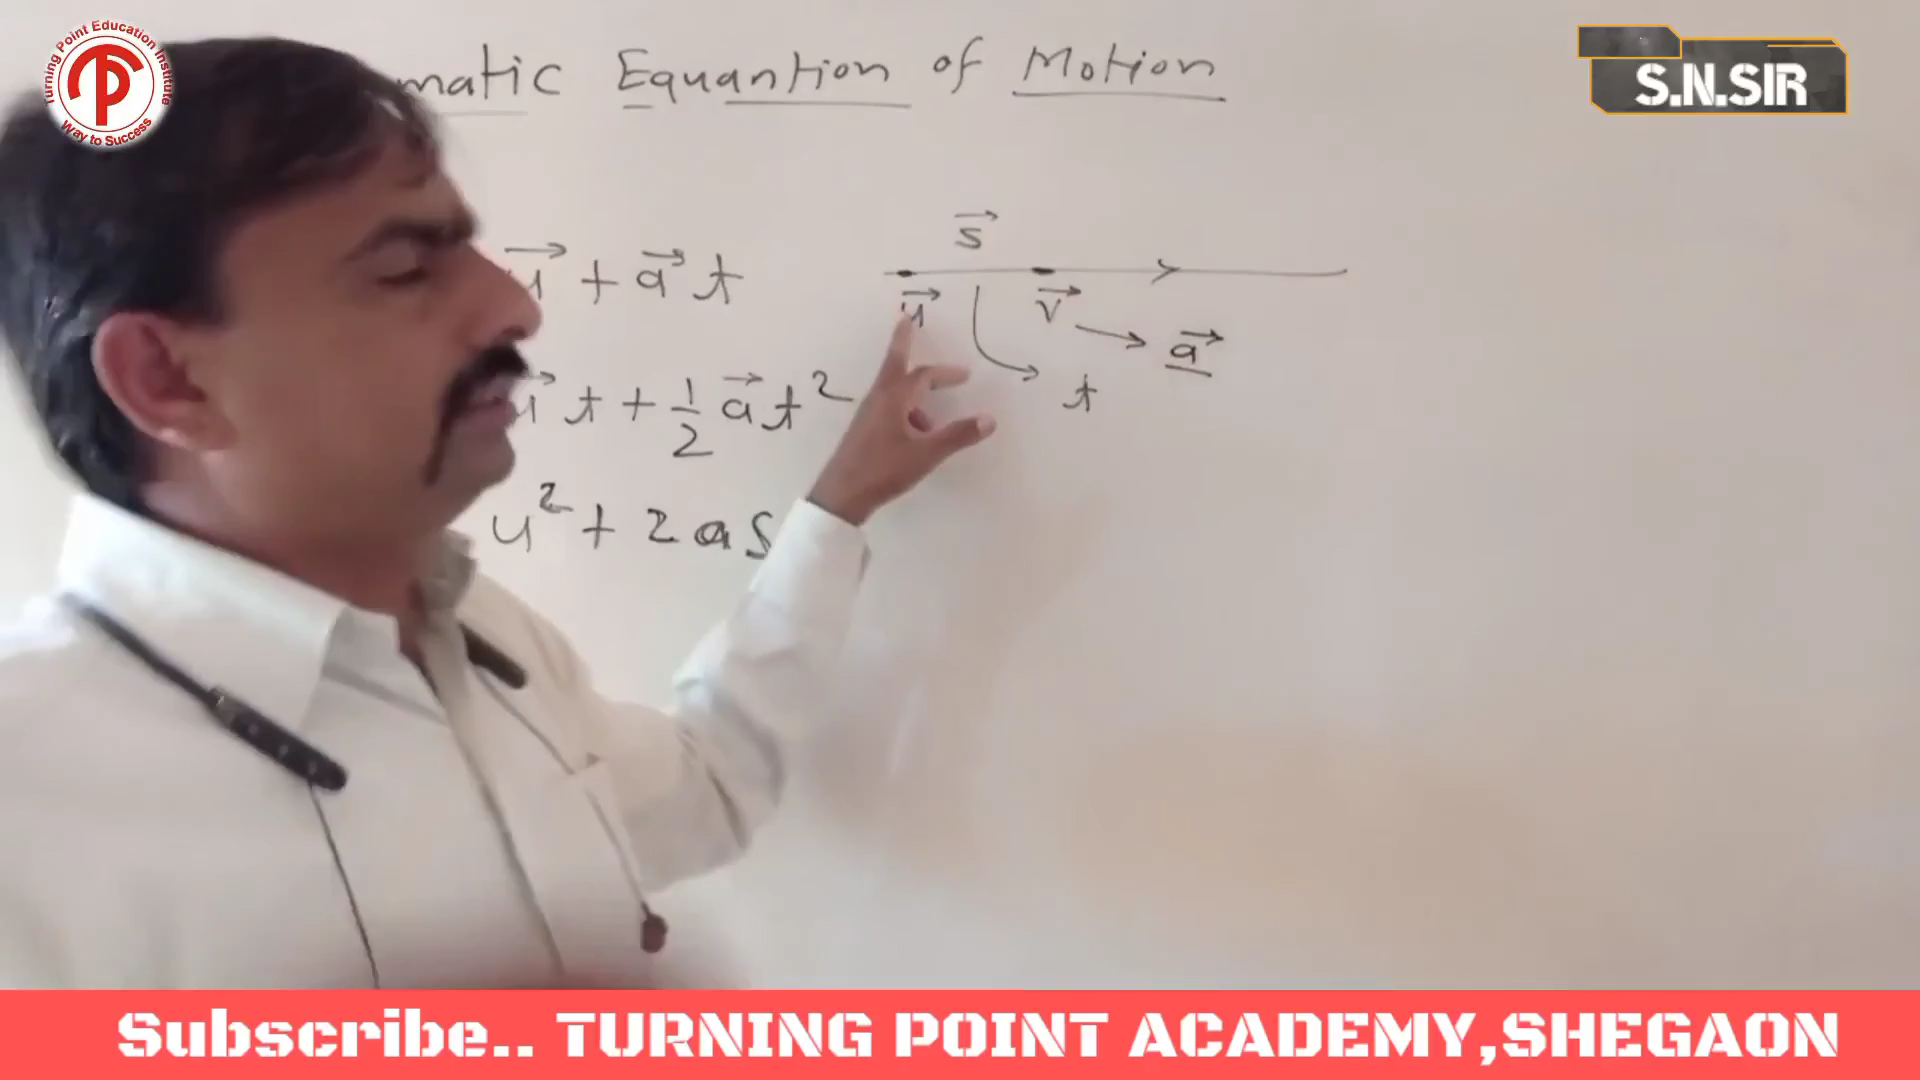 Turning Point Education Institute
Way to Success
S.N.SIR
matic Equantion of Motion
u⃗ + a⃗ t
u⃗ t + 1/2 a⃗ t²
u² + 2as
s⃗
u⃗ v⃗
a⃗
t
Subscribe.. TURNING POINT ACADEMY,SHEGAON